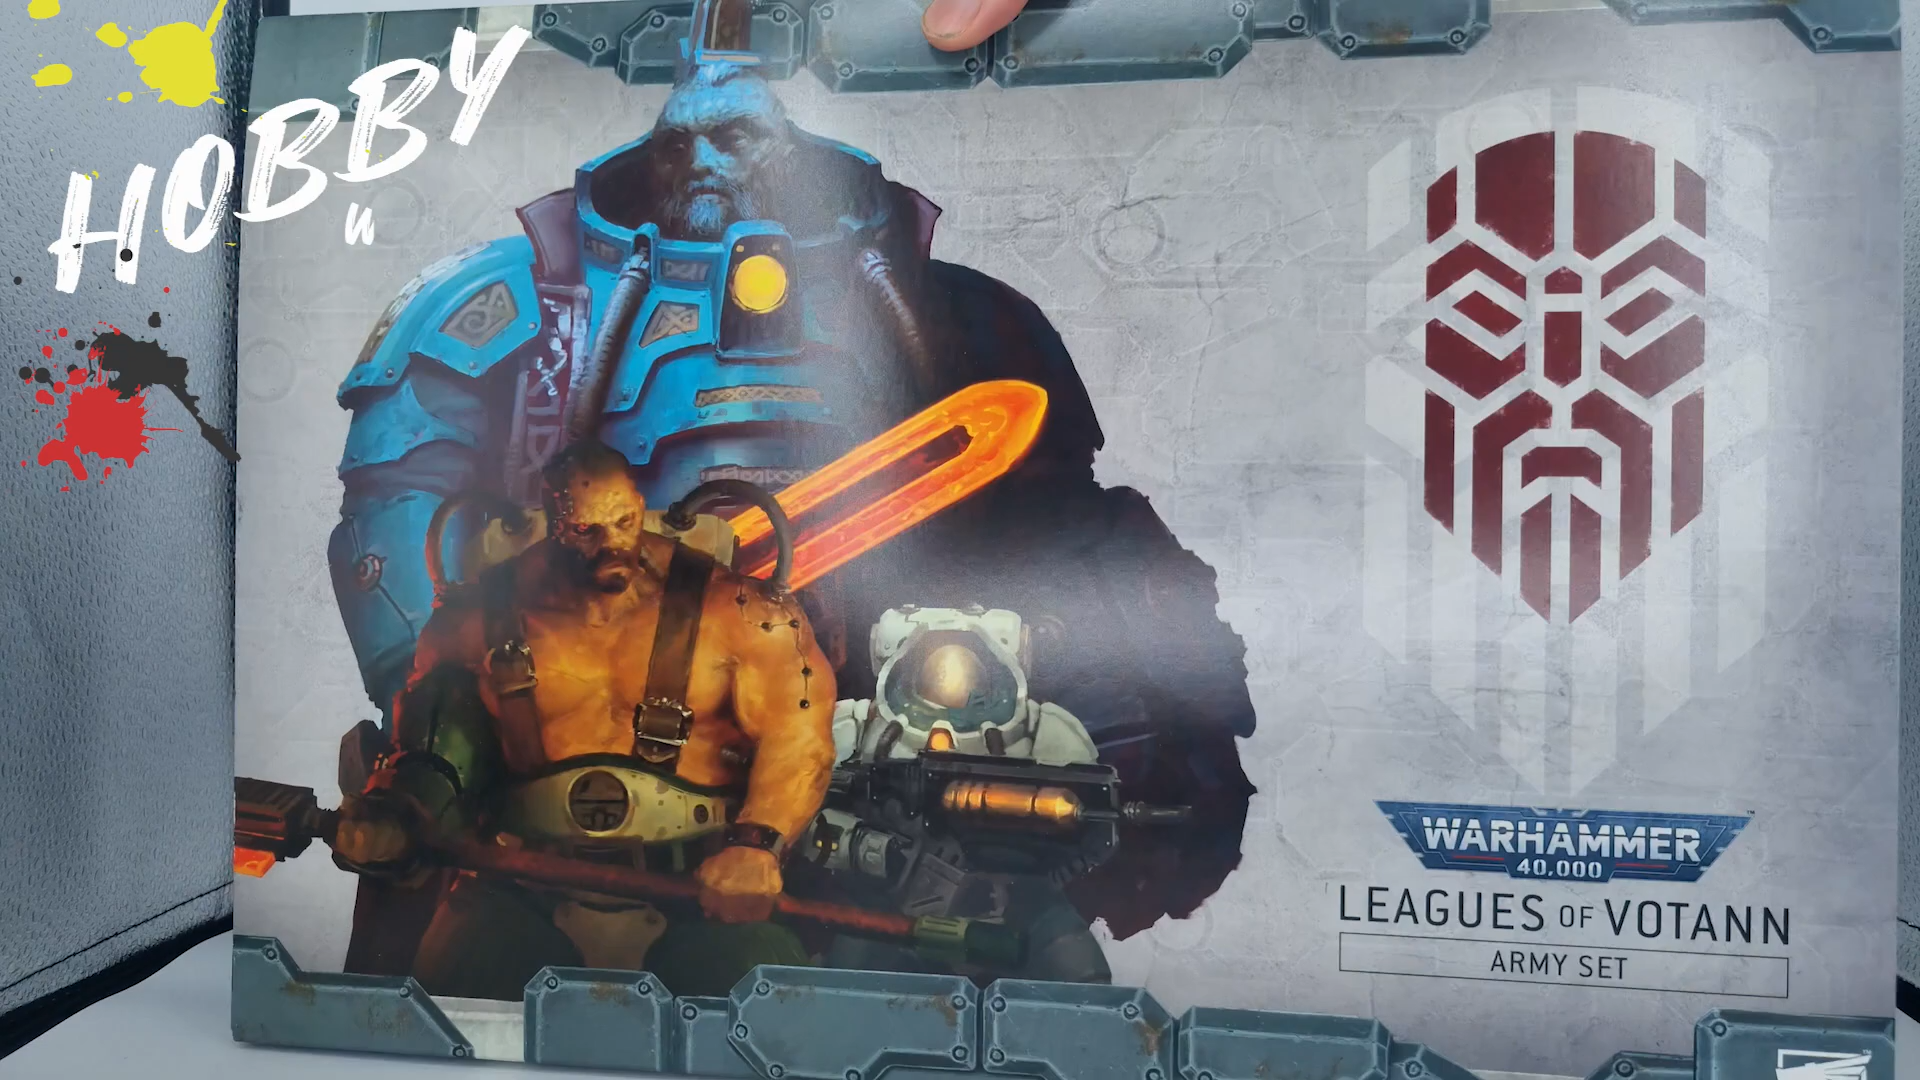 HOBBY
u
WARHAMMER
40,000
LEAGUES OF VOTANN
ARMY SET